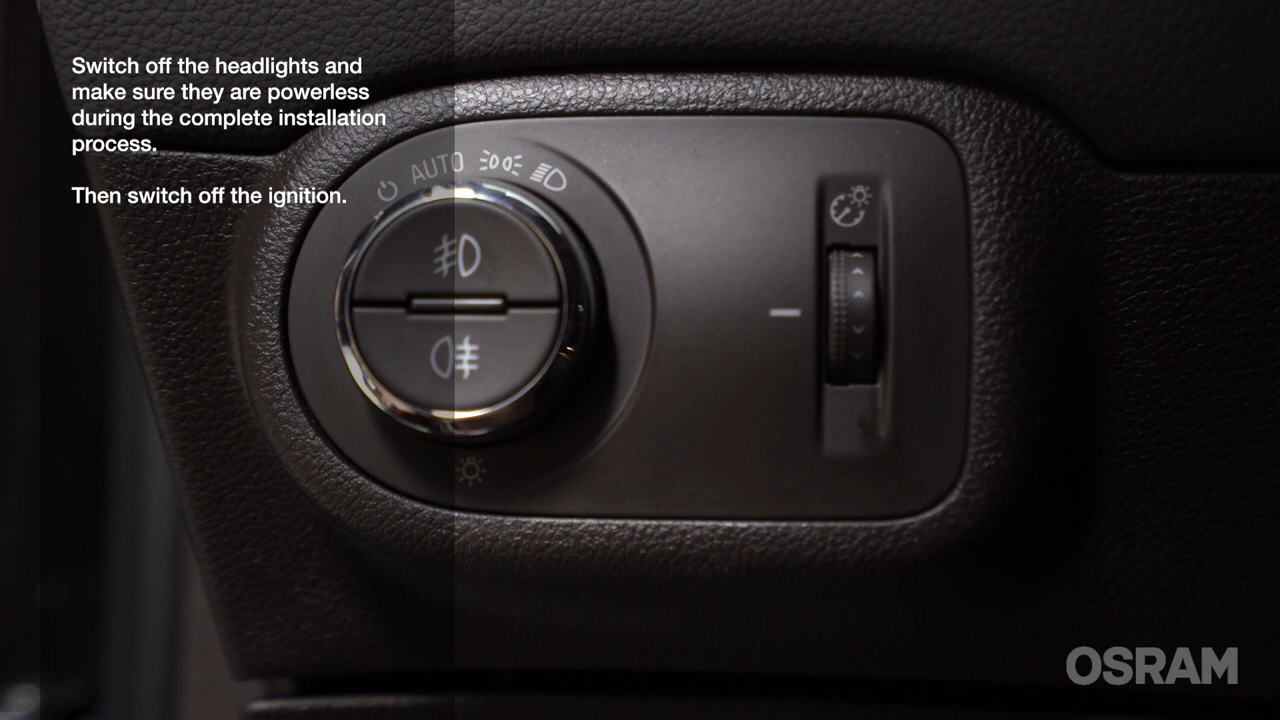 Switch off the headlights and
make sure they are powerless
during the complete installation
process.
Then switch off the ignition.
AUTO
OSRAM